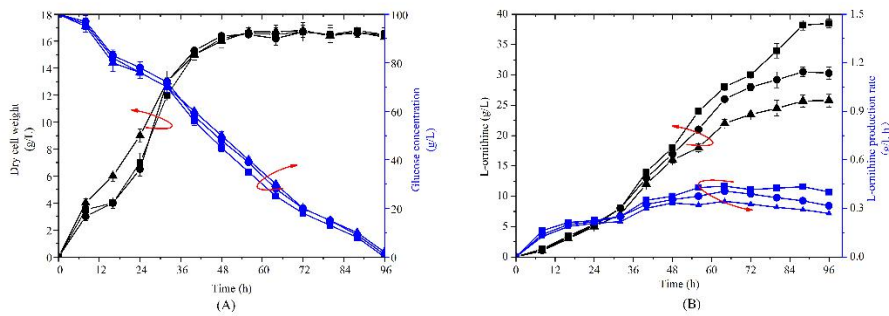 18
16
14
12
10
8
6
4
2
0
Dry cell weight
g/L)
0 12 24 36 48 60 72 84 96
Time (h)
(A)
100
80
60
40
20
0
Glucose concentration
g/L)
40
35
30
25
20
15
10
5
0
L-ornithine (g/L)
0 12 24 36 48 60 72 84 96
Time (h)
(B)
1.5
1.2
0.9
0.6
0.3
0.0
L-ornithine production rate